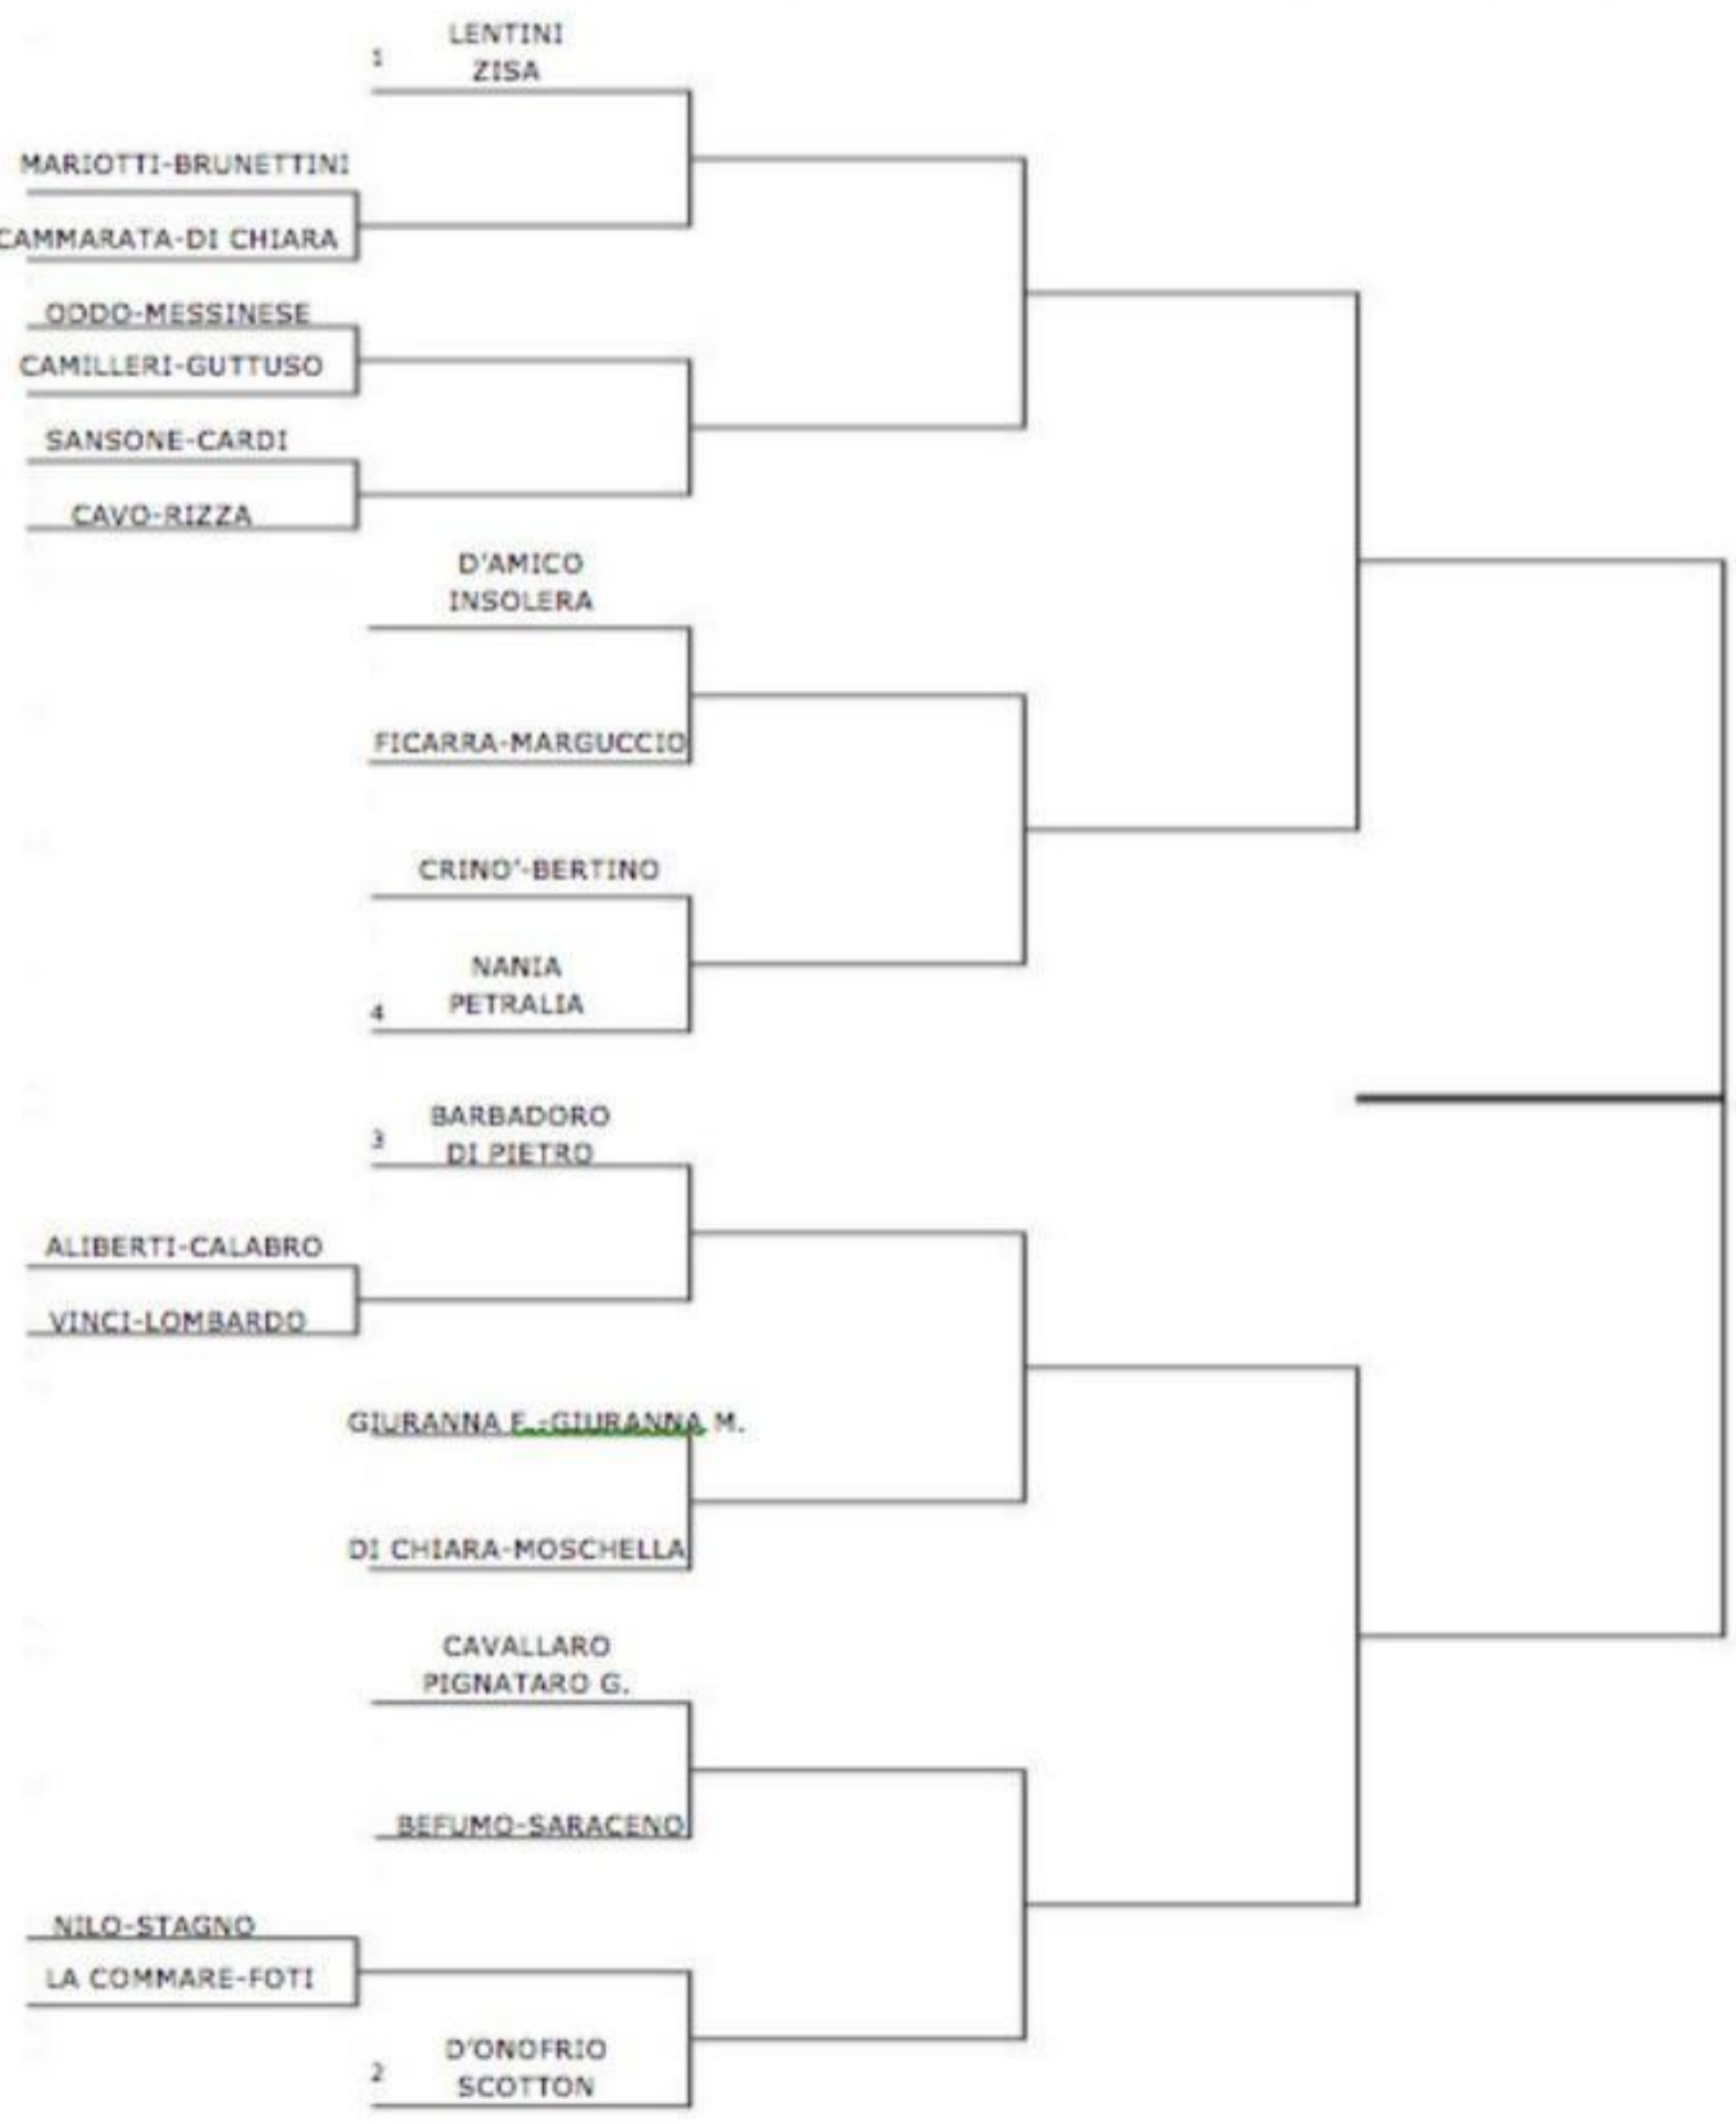 1
LENTINI
ZISA
MARIOTTI-BRUNETTINI
CAMMARATA-DI CHIARA
ODDO-MESSINESE
CAMILLERI-GUTTUSO
SANSONE-CARDI
CAVO-RIZZA
D'AMICO
INSOLERA
FICARRA-MARGUCCIO
CRINO'-BERTINO
NANIA
PETRALIA
4
BARBADORO
3
DI PIETRO
ALIBERTI-CALABRO
VINCI-LOMBARDO
GIURANNA F.-GIURANNA M.
DI CHIARA-MOSCHELLA
CAVALLARO
PIGNATARO G.
BEFUMO-SARACENO
NILO-STAGNO
LA COMMARE-FOTI
D'ONOFRIO
2
SCOTTON